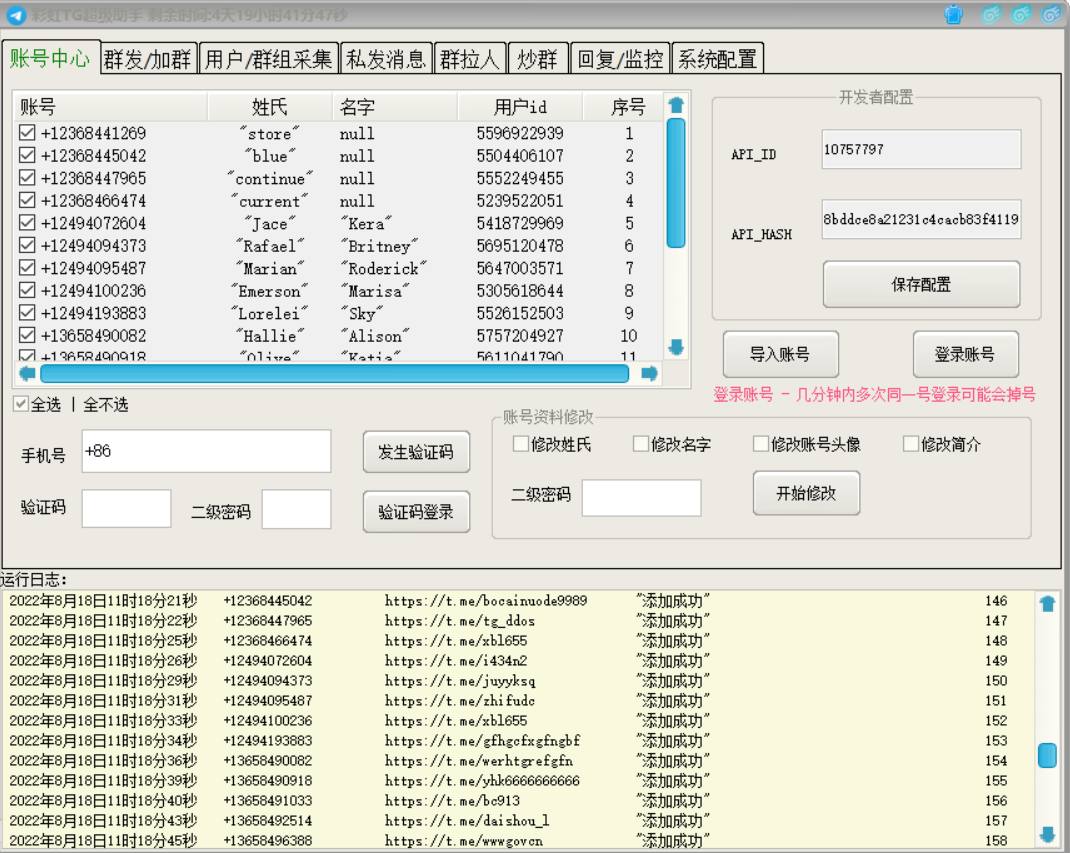 彩虹TG超级助手 剩余时间:4天19小时41分47秒
账号中心 群发/加群 用户/群组采集 私发消息 群拉人 炒群 回复/监控 系统配置
账号 姓氏 名字 用户id 序号
+12368441269 "store" null 5596922939 1
+12368445042 "blue" null 5504406107 2
+12368447965 "continue" null 5552249455 3
+12368466474 "current" null 5239522051 4
+12494072604 "Jace" "Kera" 5418729969 5
+12494094373 "Rafael" "Britney" 5695120478 6
+12494095487 "Marian" "Roderick" 5647003571 7
+12494100236 "Emerson" "Marisa" 5305618644 8
+12494193883 "Lorelei" "Sky" 5526152503 9
+13658490082 "Hallie" "Alison" 5757204927 10
+13658490918 "Olive" "Katia" 5611041790 11
开发者配置
API_ID 10757797
API_HASH 8bddce8a21231c4cacb83f4119
保存配置
导入账号 登录账号
登录账号 - 几分钟内多次同一号登录可能会掉号
全选 | 全不选
手机号 +86 发生验证码
验证码 二级密码 验证码登录
账号资料修改
修改姓氏 修改名字 修改账号头像 修改简介
二级密码 开始修改
运行日志:
2022年8月18日11时18分21秒 +12368445042 https://t.me/bocainuode9989 "添加成功" 146
2022年8月18日11时18分22秒 +12368447965 https://t.me/tg_ddos "添加成功" 147
2022年8月18日11时18分25秒 +12368466474 https://t.me/xbl655 "添加成功" 148
2022年8月18日11时18分26秒 +12494072604 https://t.me/i434n2 "添加成功" 149
2022年8月18日11时18分29秒 +12494094373 https://t.me/juyyksq "添加成功" 150
2022年8月18日11时18分31秒 +12494095487 https://t.me/zhifudc "添加成功" 151
2022年8月18日11时18分33秒 +12494100236 https://t.me/xbl655 "添加成功" 152
2022年8月18日11时18分34秒 +12494193883 https://t.me/gfhgcfxgfngbf "添加成功" 153
2022年8月18日11时18分36秒 +13658490082 https://t.me/werhtgrefgfn "添加成功" 154
2022年8月18日11时18分39秒 +13658490918 https://t.me/yhk6666666666 "添加成功" 155
2022年8月18日11时18分40秒 +13658491033 https://t.me/bc913 "添加成功" 156
2022年8月18日11时18分43秒 +13658492514 https://t.me/daishou_l "添加成功" 157
2022年8月18日11时18分45秒 +13658496388 https://t.me/wwwgovcn "添加成功" 158